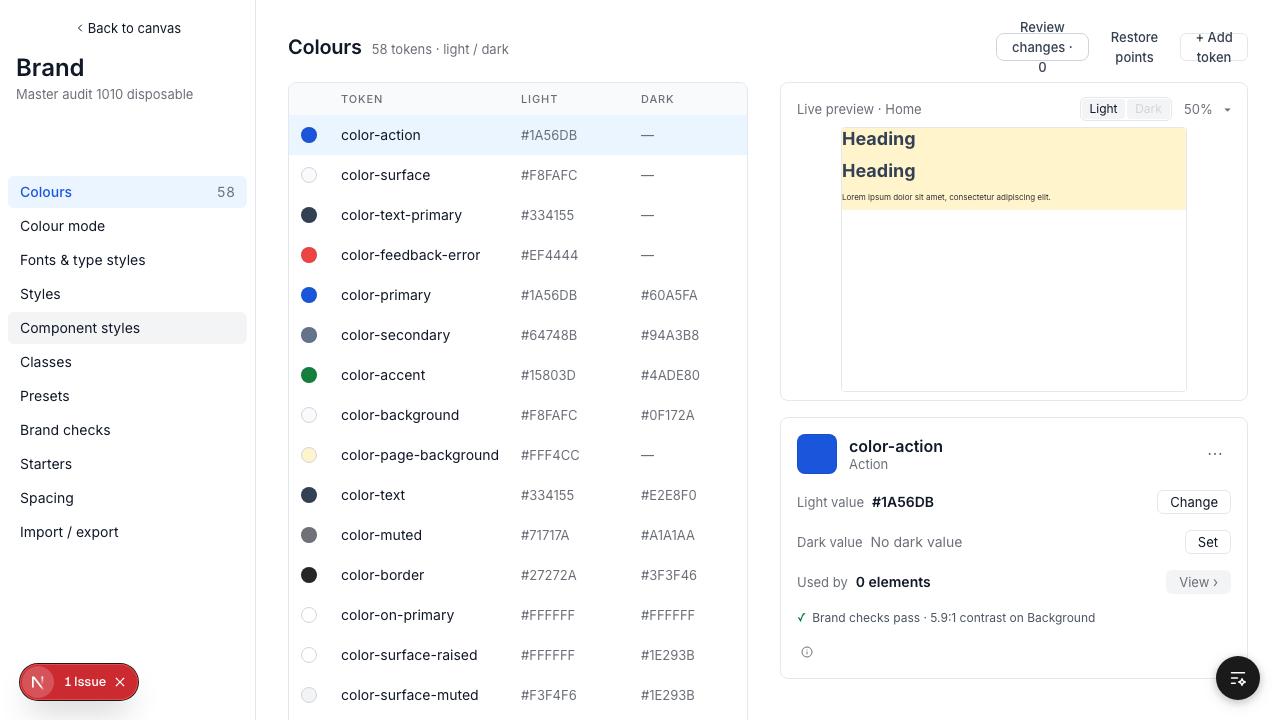 ‹ Back to canvas
Brand
Master audit 1010 disposable
Colours 58
Colour mode
Fonts & type styles
Styles
Component styles
Classes
Presets
Brand checks
Starters
Spacing
Import / export
N 1 Issue ×
Colours 58 tokens · light / dark
Review changes · 0
Restore points
+ Add token
TOKEN LIGHT DARK
color-action #1A56DB —
color-surface #F8FAFC —
color-text-primary #334155 —
color-feedback-error #EF4444 —
color-primary #1A56DB #60A5FA
color-secondary #64748B #94A3B8
color-accent #15803D #4ADE80
color-background #F8FAFC #0F172A
color-page-background #FFF4CC —
color-text #334155 #E2E8F0
color-muted #71717A #A1A1AA
color-border #27272A #3F3F46
color-on-primary #FFFFFF #FFFFFF
color-surface-raised #FFFFFF #1E293B
color-surface-muted #F3F4F6 #1E293B
Live preview · Home Light Dark 50%
Heading
Heading
Lorem ipsum dolor sit amet, consectetur adipiscing elit.
color-action ···
Action
Light value #1A56DB Change
Dark value No dark value Set
Used by 0 elements View ›
✓ Brand checks pass · 5.9:1 contrast on Background